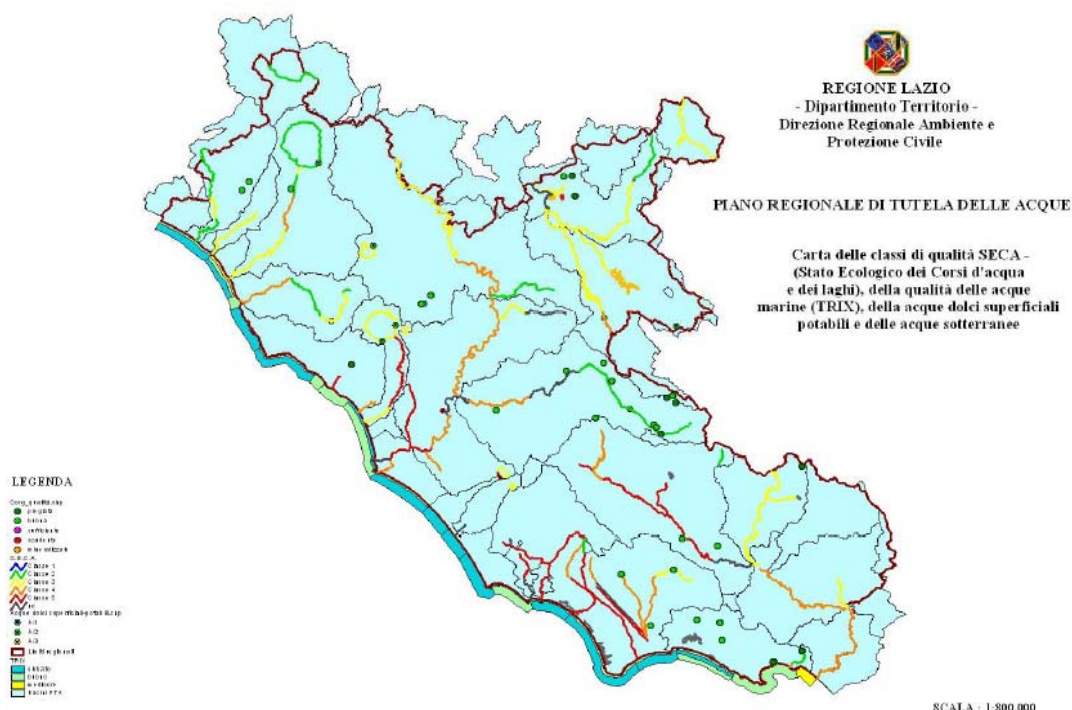 REGIONE LAZIO
- Dipartimento Territorio -
Direzione Regionale Ambiente e
Protezione Civile
PIANO REGIONALE DI TUTELA DELLE ACQUE
Carta delle classi di qualità SECA -
(Stato Ecologico dei Corsi d'acqua
e dei laghi), della qualità delle acque
marine (TRIX), della acque dolci superficiali
potabili e delle acque sotterranee
LEGENDA
Classe 1
Classe 2
Classe 3
Classe 4
Classe 5
A1
A2
A3
TRIX
SCALA - 1:800.000